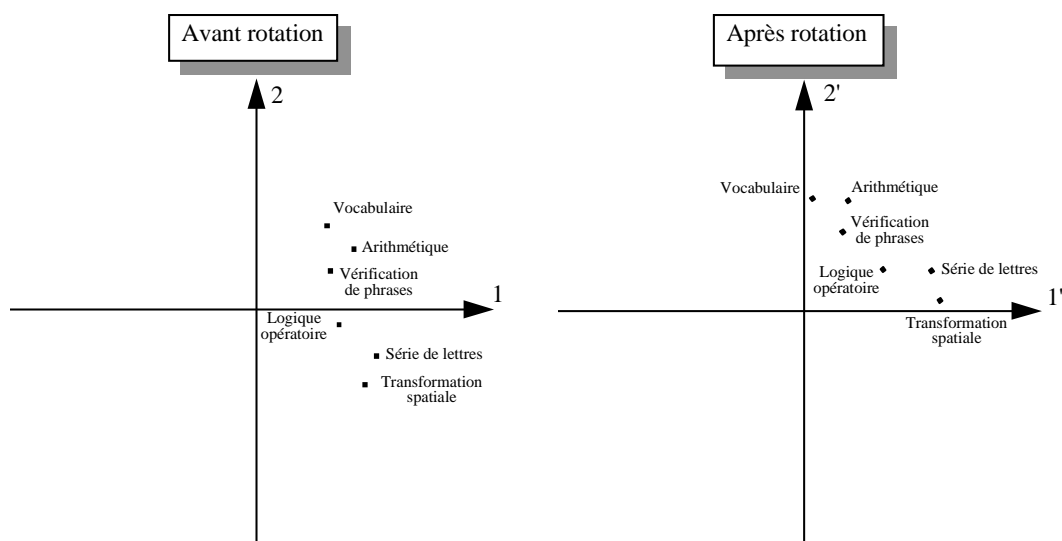 Avant rotation
2
Vocabulaire
Arithmétique
Vérification
de phrases
1
Logique
opératoire
Série de lettres
Transformation
spatiale
Après rotation
2'
Vocabulaire
Arithmétique
Vérification
de phrases
Logique
opératoire
Série de lettres
1'
Transformation
spatiale